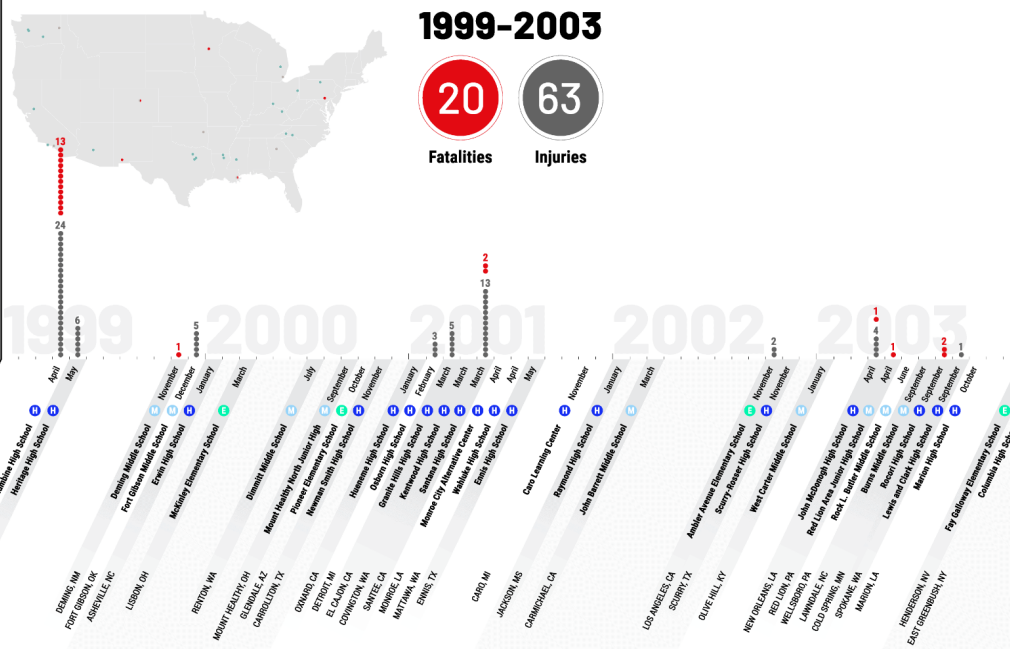 1999–2003
20
63
Fatalities
Injuries
13
24
6
1
5
3
5
2
13
2
1
4
1
2
1
1999
2000
2001
2002
2003
April
May
November
December
January
March
July
September
October
November
January
February
March
March
March
April
April
May
November
January
March
November
November
January
April
April
June
September
September
September
October
H
H
M
M
H
E
M
M
E
H
H
H
H
H
H
H
H
H
H
H
M
E
H
M
H
M
M
M
H
H
H
E
High School
Heritage High School
Deming Middle School
Fort Gibson Middle School
Erwin High School
McKinley Elementary School
Dimmitt Middle School
Mount Healthy North Junior High
Pioneer Elementary School
Newman Smith High School
Hueneme High School
Osborn High School
Granite Hills High School
Kentwood High School
Santana High School
Monroe City Alternative Center
Wahluke High School
Ennis High School
Caro Learning Center
Raymond High School
John Barrett Middle School
Ambler Avenue Elementary School
Scurry-Rosser High School
West Carter Middle School
John McDonough High School
Red Lion Area Junior High School
Rock L. Butler Middle School
Burns Middle School
Rocori High School
Lewis and Clark High School
Marion High School
Fay Galloway Elementary School
Columbia High
DEMING, NM
FORT GIBSON, OK
ASHEVILLE, NC
LISBON, OH
RENTON, WA
MOUNT HEALTHY, OH
GLENDALE, AZ
CARROLLTON, TX
OXNARD, CA
DETROIT, MI
EL CAJON, CA
COVINGTON, WA
SANTEE, CA
MONROE, LA
MATTAWA, WA
ENNIS, TX
CARO, MI
JACKSON, MS
CARMICHAEL, CA
LOS ANGELES, CA
SCURRY, TX
OLIVE HILL, KY
NEW ORLEANS, LA
RED LION, PA
WELLSBORO, PA
LAWNDALE, NC
COLD SPRING, MN
SPOKANE, WA
MARION, LA
HENDERSON, NV
EAST GREENBUSH, NY